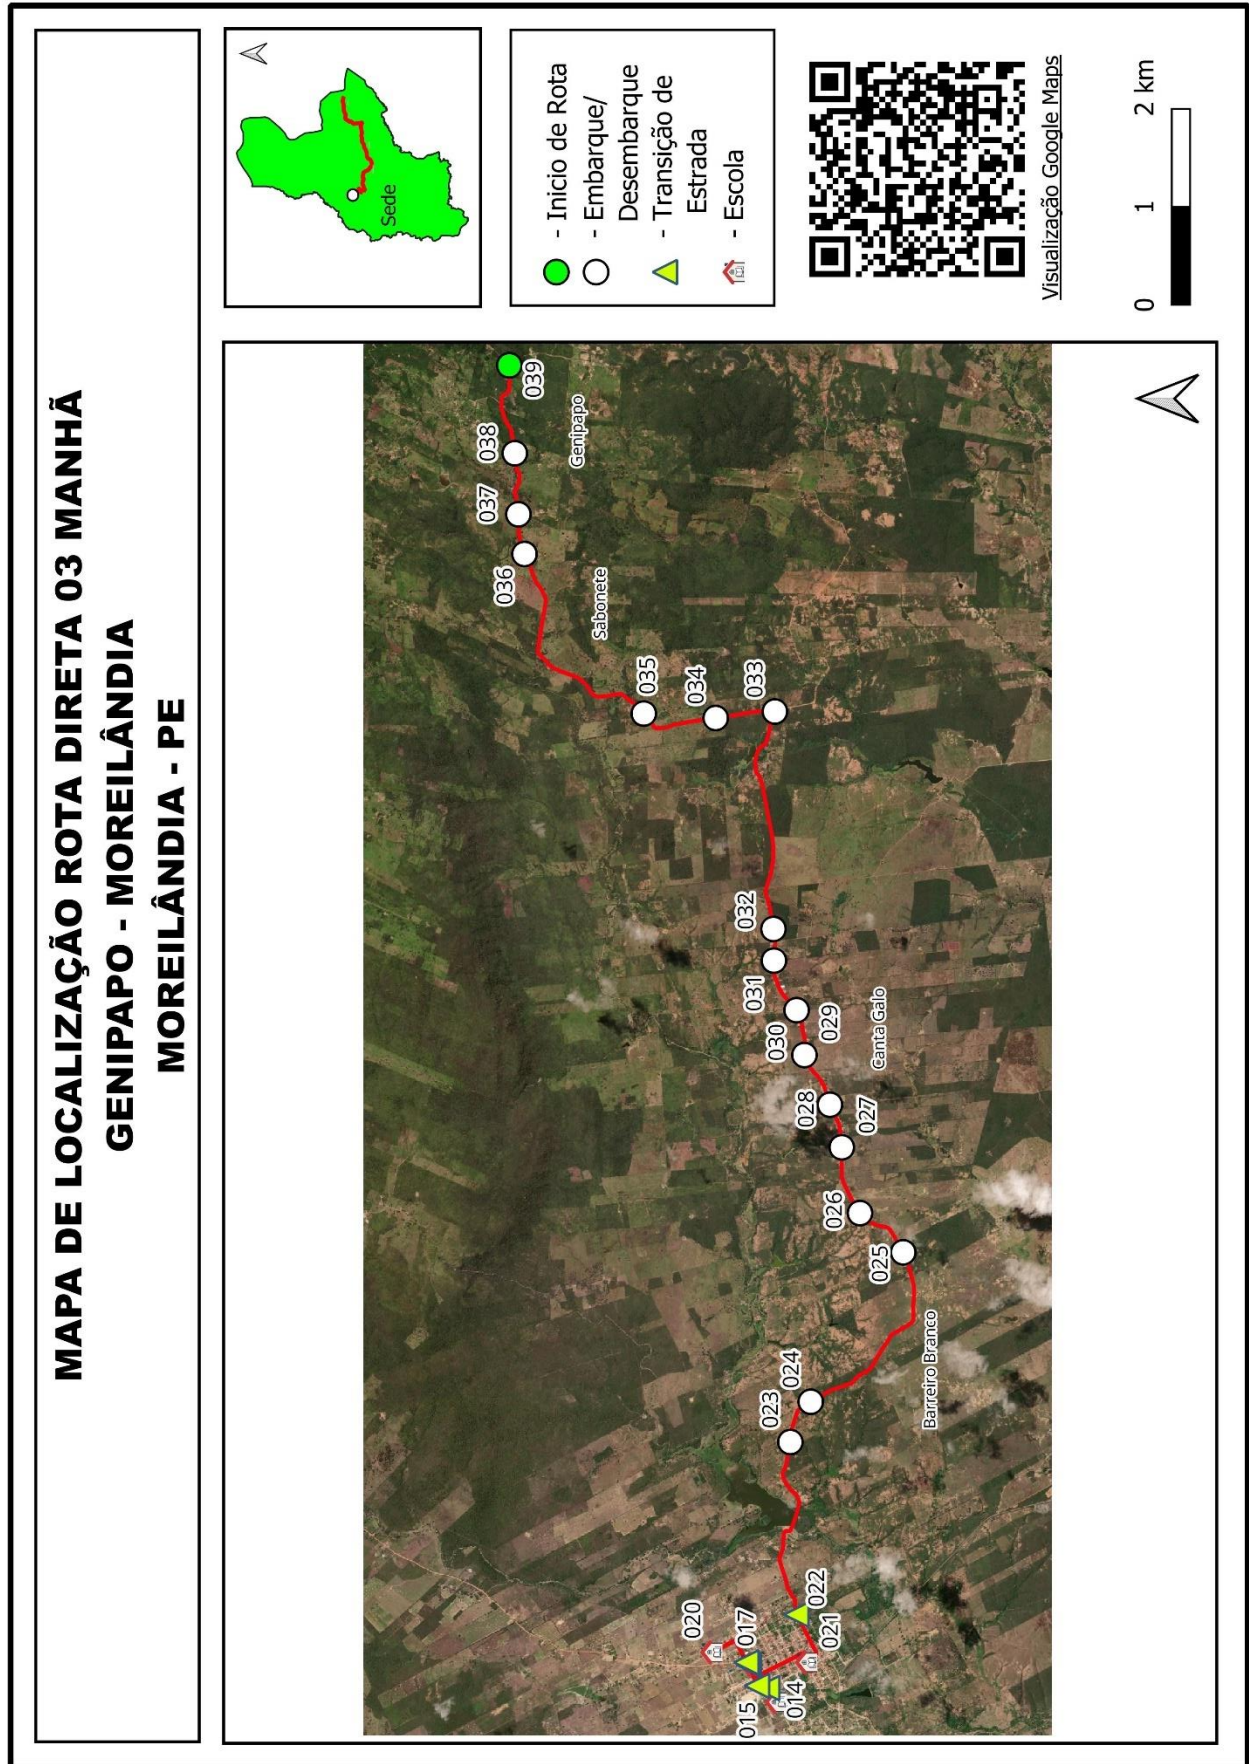 MAPA DE LOCALIZAÇÃO ROTA DIRETA 03 MANHÃ
GENIPAPO - MOREILÂNDIA
MOREILÂNDIA - PE
Sede
- Inicio de Rota
- Embarque/
Desembarque
- Transição de
Estrada
- Escola
Visualização Google Maps
0 1 2 km
039
038
Genipapo
037
036
Sabonete
035
034
033
032
031
030
029
Canta Galo
028
027
026
025
Barreiro Branco
024
023
022
021
020
017
015
014